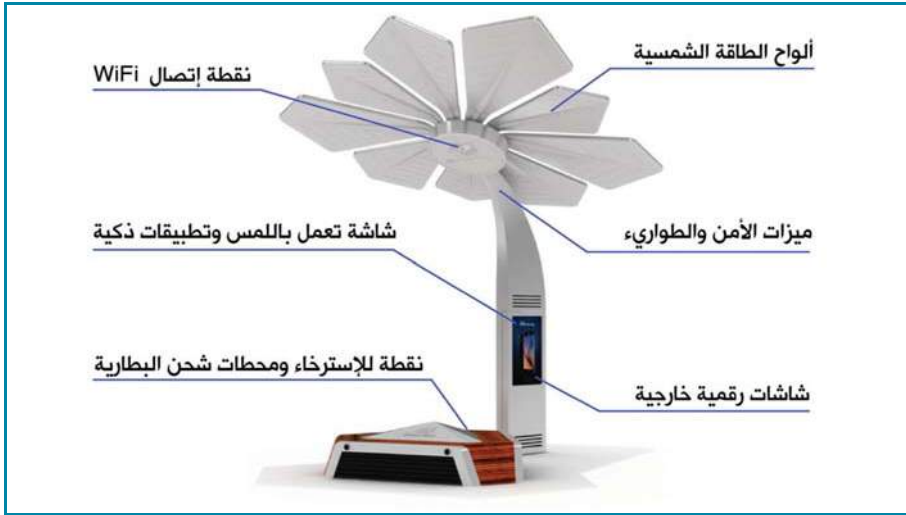 ألواح الطاقة الشمسية
نقطة إتصال WiFi
ميزات الأمن والطواريء
شاشة تعمل باللمس وتطبيقات ذكية
نقطة للإسترخاء ومحطات شحن البطارية
شاشات رقمية خارجية